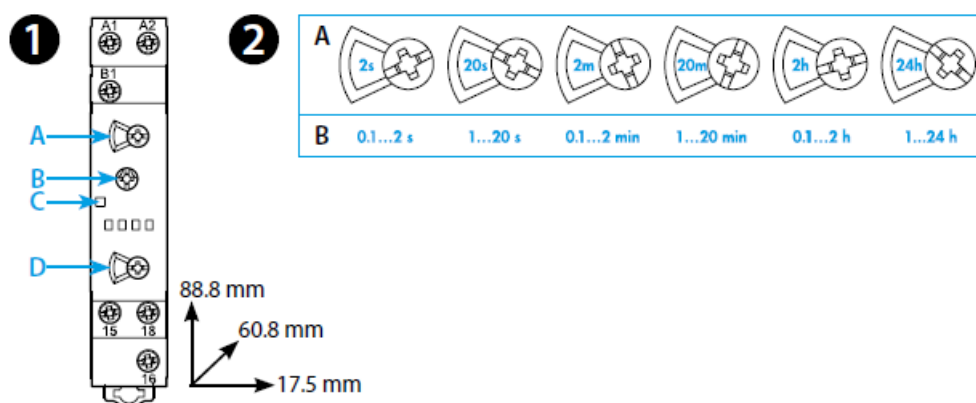 1
A1 A2
B1
A
B
C
D
15 18
16
88.8 mm
60.8 mm
17.5 mm
2
A 2s 20s 2m 20m 2h 24h
B 0.1...2 s 1...20 s 0.1...2 min 1...20 min 0.1...2 h 1...24 h